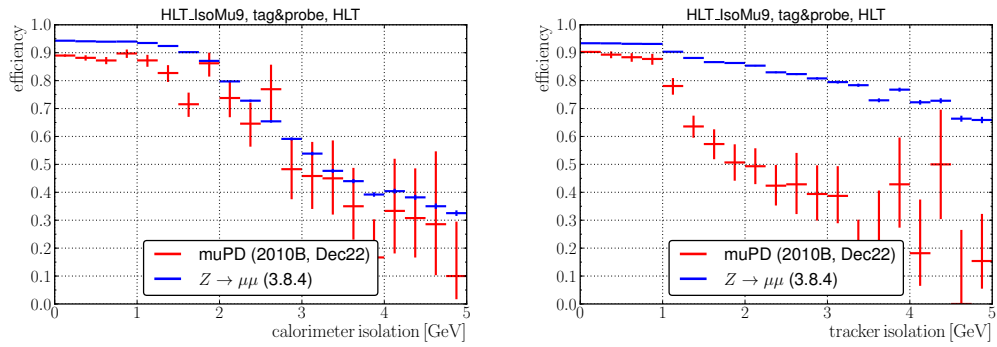 HLT_IsoMu9, tag&probe, HLT
efficiency
1.0
0.9
0.8
0.7
0.6
0.5
0.4
0.3
0.2
0.1
0.0
muPD (2010B, Dec22)
Z → μμ (3.8.4)
0 1 2 3 4 5
calorimeter isolation [GeV]
HLT_IsoMu9, tag&probe, HLT
efficiency
1.0
0.9
0.8
0.7
0.6
0.5
0.4
0.3
0.2
0.1
0.0
muPD (2010B, Dec22)
Z → μμ (3.8.4)
0 1 2 3 4 5
tracker isolation [GeV]